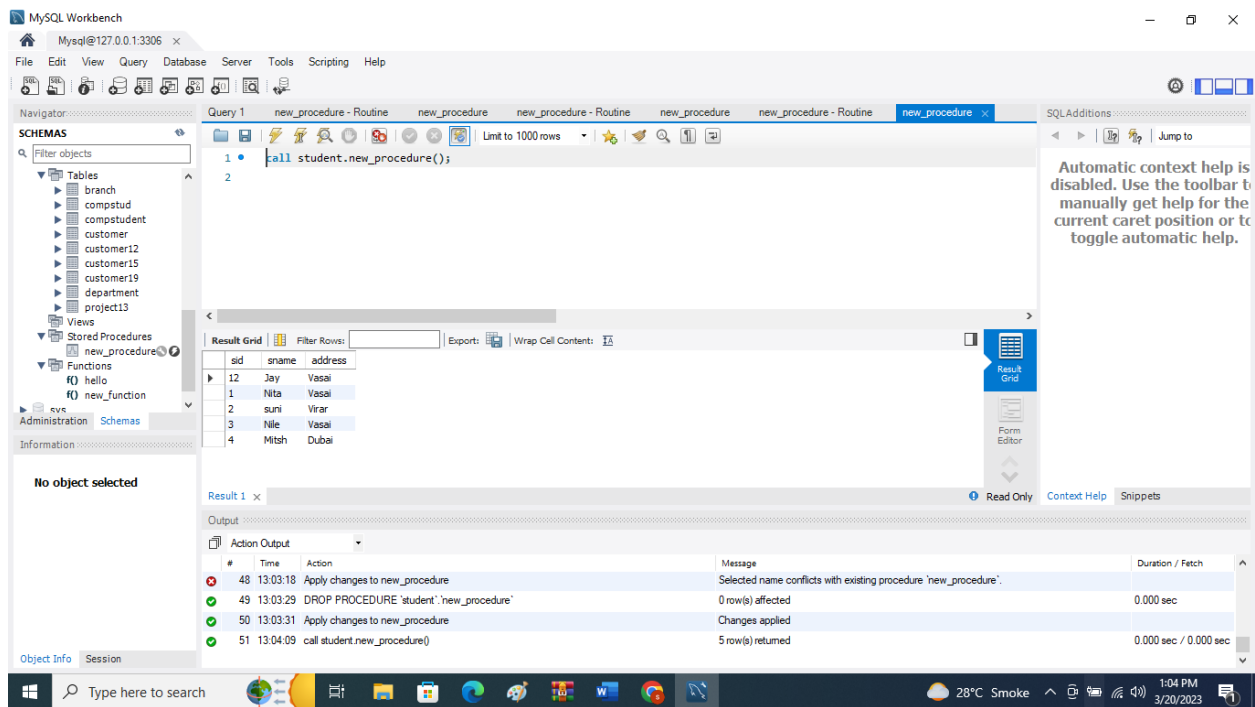 MySQL Workbench
Mysql@127.0.0.1:3306
File Edit View Query Database Server Tools Scripting Help
Navigator
SCHEMAS
Filter objects
Tables
branch
compstud
compstudent
customer
customer12
customer15
customer19
department
project13
Views
Stored Procedures
new_procedure
Functions
f() hello
f() new_function
sys
Administration Schemas
Information
No object selected
Object Info Session
Query 1 new_procedure - Routine new_procedure new_procedure - Routine new_procedure new_procedure - Routine new_procedure
Limit to 1000 rows
1 call student.new_procedure();
2
Result Grid Filter Rows: Export: Wrap Cell Content: IA
sid sname address
12 Jay Vasai
1 Nita Vasai
2 suni Virar
3 Nile Vasai
4 Mitsh Dubai
Result Grid
Form Editor
Result 1 Read Only
SQLAdditions
Jump to
Automatic context help is
disabled. Use the toolbar to
manually get help for the
current caret position or to
toggle automatic help.
Context Help Snippets
Output
Action Output
# Time Action Message Duration / Fetch
48 13:03:18 Apply changes to new_procedure Selected name conflicts with existing procedure `new_procedure`.
49 13:03:29 DROP PROCEDURE `student`.`new_procedure` 0 row(s) affected 0.000 sec
50 13:03:31 Apply changes to new_procedure Changes applied
51 13:04:09 call student.new_procedure() 5 row(s) returned 0.000 sec / 0.000 sec
Type here to search
28°C Smoke
1:04 PM
3/20/2023